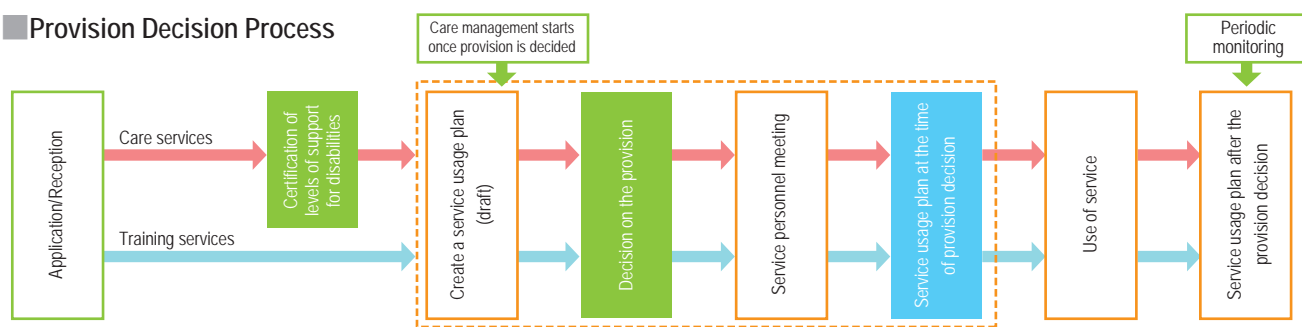 Provision Decision Process
Care management starts
once provision is decided
Periodic
monitoring
Application/Reception
Care services
Training services
Certification of
levels of support
for disabilities
Create a service usage plan
(draft)
Decision on the provision
Service personnel meeting
Service usage plan at the time
of provision decision
Use of service
Service usage plan after the
provision decision